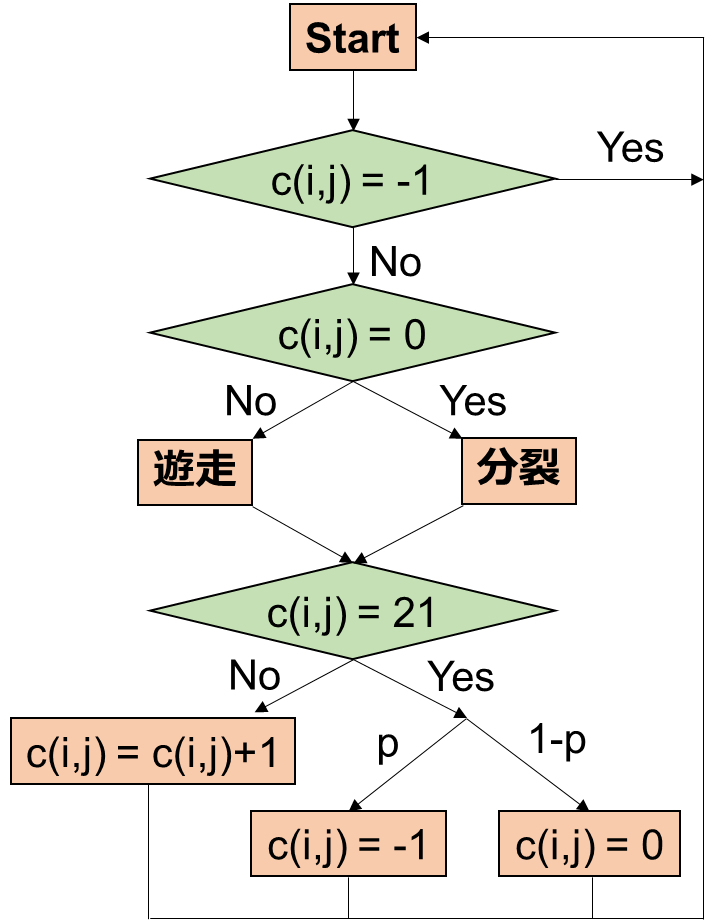 Start
c(i,j) = -1
Yes
No
c(i,j) = 0
No
Yes
遊走
分裂
c(i,j) = 21
No
Yes
c(i,j) = c(i,j)+1
p
1-p
c(i,j) = -1
c(i,j) = 0